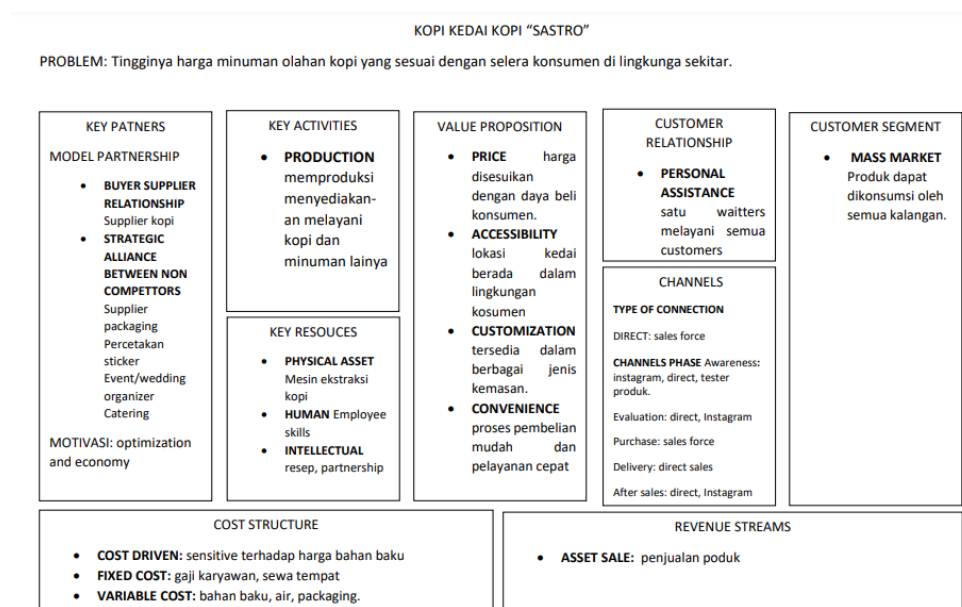 KOPI KEDAI KOPI “SASTRO”
PROBLEM: Tingginya harga minuman olahan kopi yang sesuai dengan selera konsumen di lingkunga sekitar.
KEY PATNERS
MODEL PARTNERSHIP
• BUYER SUPPLIER
RELATIONSHIP
Supplier kopi
• STRATEGIC
ALLIANCE
BETWEEN NON
COMPETTORS
Supplier
packaging
Percetakan
sticker
Event/wedding
organizer
Catering
MOTIVASI: optimization
and economy
KEY ACTIVITIES
• PRODUCTION
memproduksi
menyediakan-
an melayani
kopi dan
minuman lainya
KEY RESOUCES
• PHYSICAL ASSET
Mesin ekstraksi
kopi
• HUMAN Employee
skills
• INTELLECTUAL
resep, partnership
VALUE PROPOSITION
• PRICE harga
disesuikan
dengan daya beli
konsumen.
• ACCESSIBILITY
lokasi kedai
berada dalam
lingkungan
kosumen
• CUSTOMIZATION
tersedia dalam
berbagai jenis
kemasan.
• CONVENIENCE
proses pembelian
mudah dan
pelayanan cepat
CUSTOMER
RELATIONSHIP
• PERSONAL
ASSISTANCE
satu waitters
melayani semua
customers
CHANNELS
TYPE OF CONNECTION
DIRECT: sales force
CHANNELS PHASE Awareness:
instagram, direct, tester
produk.
Evaluation: direct, Instagram
Purchase: sales force
Delivery: direct sales
After sales: direct, Instagram
CUSTOMER SEGMENT
• MASS MARKET
Produk dapat
dikonsumsi oleh
semua kalangan.
COST STRUCTURE
• COST DRIVEN: sensitive terhadap harga bahan baku
• FIXED COST: gaji karyawan, sewa tempat
• VARIABLE COST: bahan baku, air, packaging.
REVENUE STREAMS
• ASSET SALE: penjualan poduk